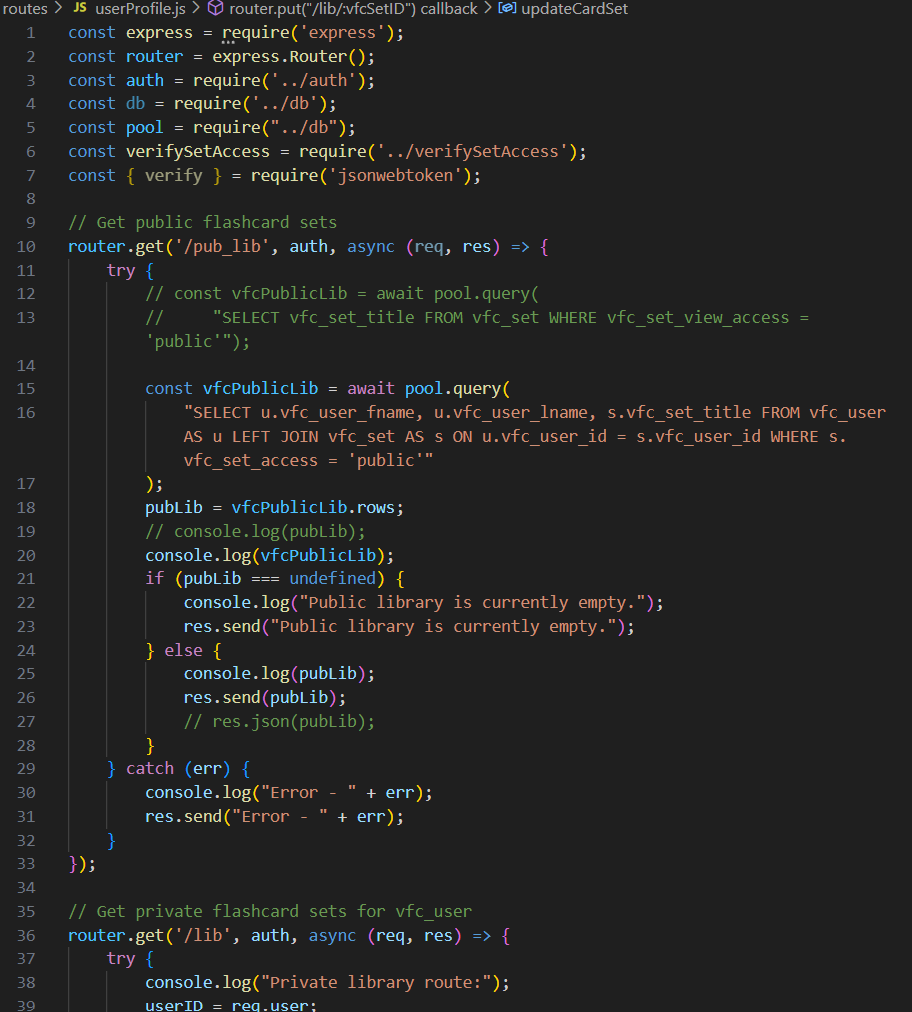 routes > JS userProfile.js > router.put("/lib/:vfcSetID") callback > updateCardSet
1 const express = require('express');
2 const router = express.Router();
3 const auth = require('../auth');
4 const db = require('../db');
5 const pool = require("../db");
6 const verifySetAccess = require('../verifySetAccess');
7 const { verify } = require('jsonwebtoken');
8
9 // Get public flashcard sets
10 router.get('/pub_lib', auth, async (req, res) => {
11 try {
12 // const vfcPublicLib = await pool.query(
13 // "SELECT vfc_set_title FROM vfc_set WHERE vfc_set_view_access =
'public'");
14
15 const vfcPublicLib = await pool.query(
16 "SELECT u.vfc_user_fname, u.vfc_user_lname, s.vfc_set_title FROM vfc_user
AS u LEFT JOIN vfc_set AS s ON u.vfc_user_id = s.vfc_user_id WHERE s.
vfc_set_access = 'public'"
17 );
18 pubLib = vfcPublicLib.rows;
19 // console.log(pubLib);
20 console.log(vfcPublicLib);
21 if (pubLib === undefined) {
22 console.log("Public library is currently empty.");
23 res.send("Public library is currently empty.");
24 } else {
25 console.log(pubLib);
26 res.send(pubLib);
27 // res.json(pubLib);
28 }
29 } catch (err) {
30 console.log("Error - " + err);
31 res.send("Error - " + err);
32 }
33 });
34
35 // Get private flashcard sets for vfc_user
36 router.get('/lib', auth, async (req, res) => {
37 try {
38 console.log("Private library route:");
39 userID = req.user;